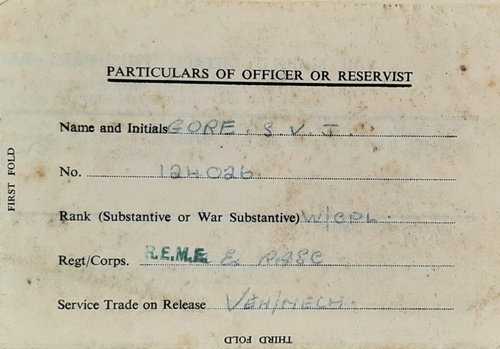 PARTICULARS OF OFFICER OR RESERVIST
Name and Initials GORE. S V. J.
No. 124026.
Rank (Substantive or War Substantive) W/CPL.
Regt/Corps. R.E.M.E & RASC
Service Trade on Release VEH/MECH.
FIRST FOLD
THIRD FOLD